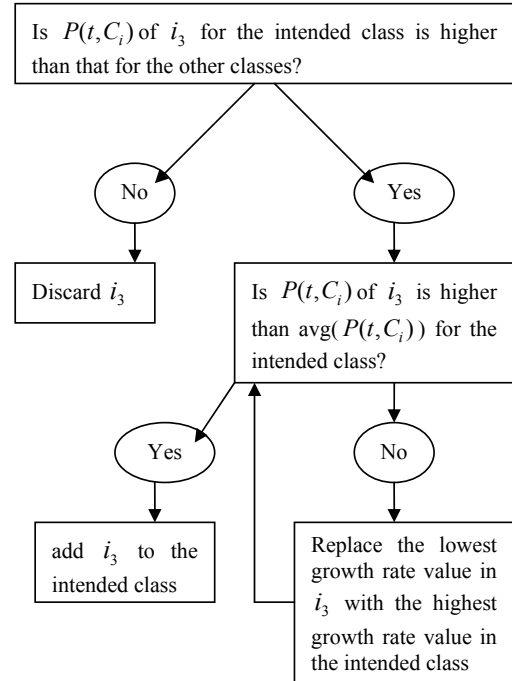 Is P(t,C_i) of i_3 for the intended class is higher
than that for the other classes?
No
Yes
Discard i_3
Is P(t,C_i) of i_3 is higher
than avg(P(t,C_i)) for the
intended class?
Yes
No
add i_3 to the
intended class
Replace the lowest
growth rate value in
i_3 with the highest
growth rate value in
the intended class